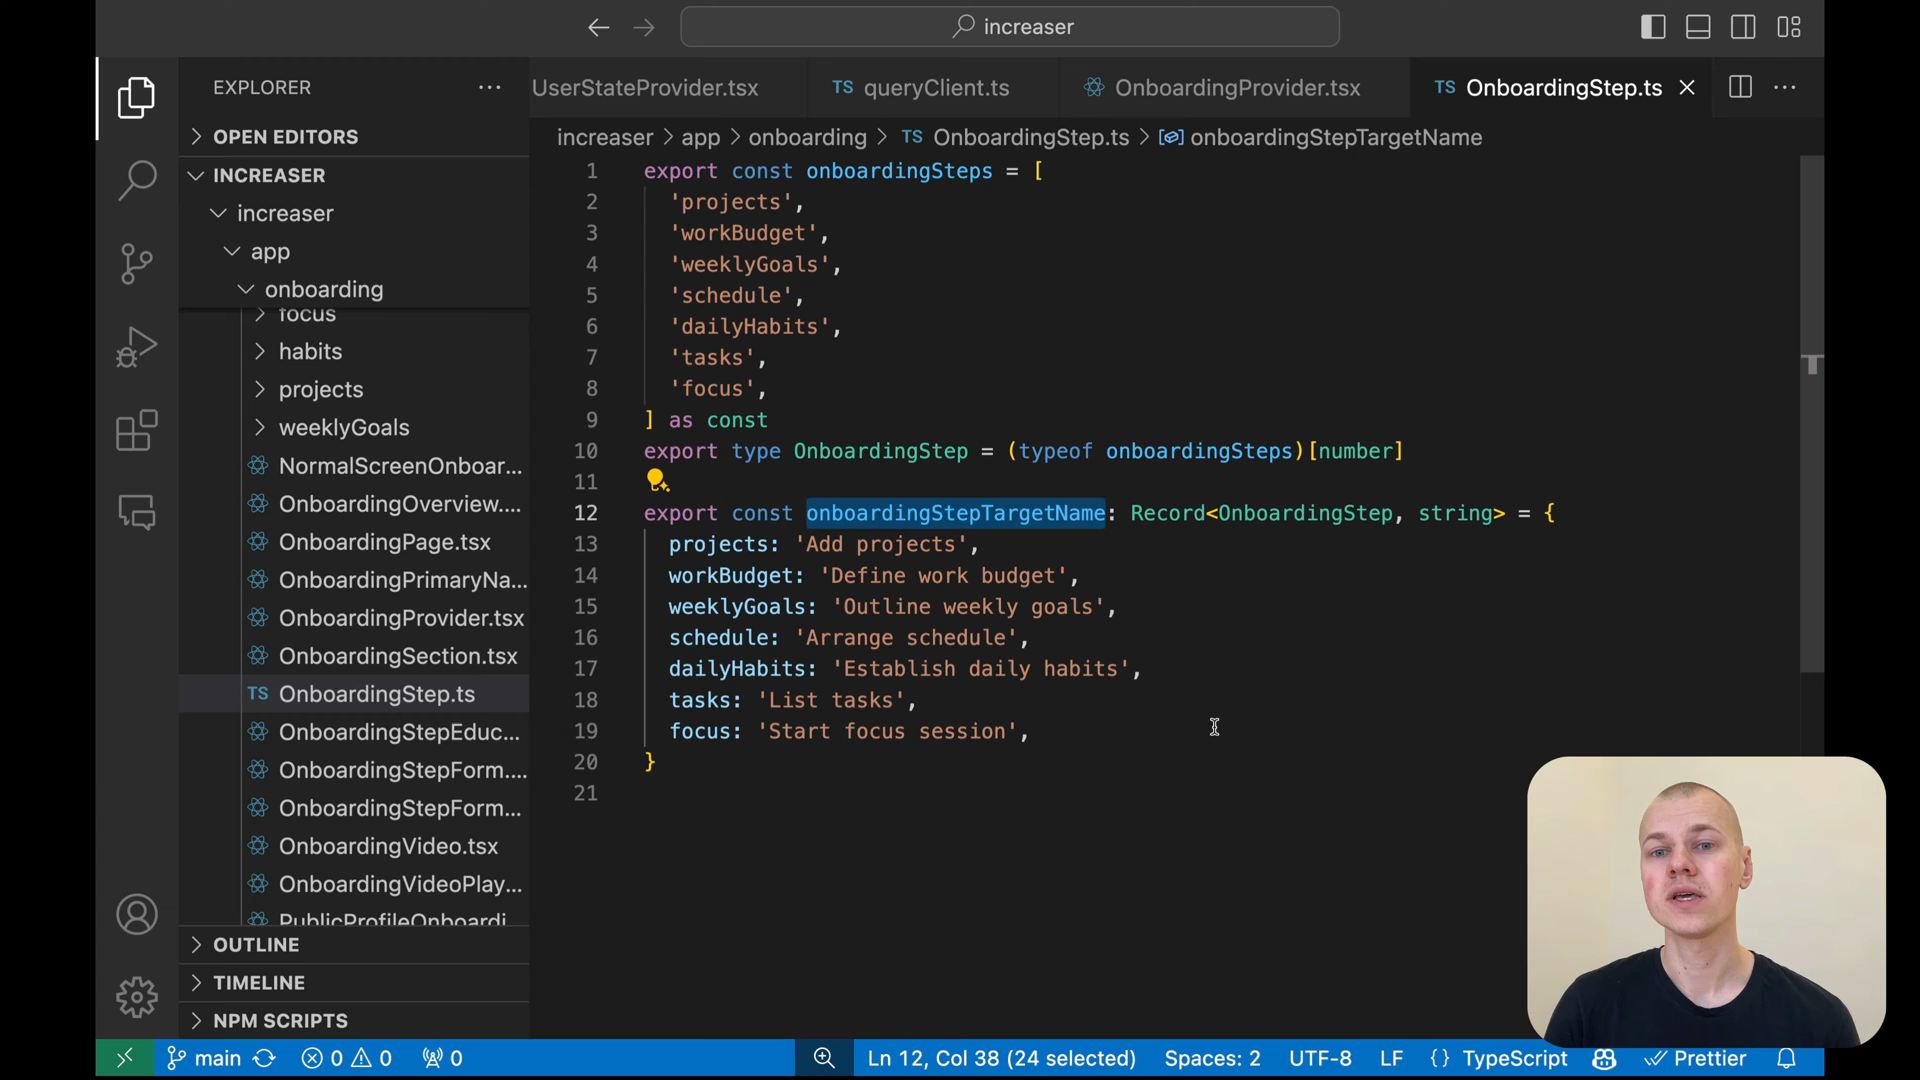 increaser
EXPLORER
UserStateProvider.tsx
TS queryClient.ts
OnboardingProvider.tsx
TS OnboardingStep.ts
increaser > app > onboarding > TS OnboardingStep.ts > onboardingStepTargetName
OPEN EDITORS
INCREASER
increaser
app
onboarding
focus
habits
projects
weeklyGoals
NormalScreenOnboar...
OnboardingOverview....
OnboardingPage.tsx
OnboardingPrimaryNa...
OnboardingProvider.tsx
OnboardingSection.tsx
TS OnboardingStep.ts
OnboardingStepEduc...
OnboardingStepForm....
OnboardingStepForm...
OnboardingVideo.tsx
OnboardingVideoPlay...
PublicProfileOnboardi
OUTLINE
TIMELINE
NPM SCRIPTS
1 export const onboardingSteps = [
2 'projects',
3 'workBudget',
4 'weeklyGoals',
5 'schedule',
6 'dailyHabits',
7 'tasks',
8 'focus',
9 ] as const
10 export type OnboardingStep = (typeof onboardingSteps)[number]
11
12 export const onboardingStepTargetName: Record<OnboardingStep, string> = {
13 projects: 'Add projects',
14 workBudget: 'Define work budget',
15 weeklyGoals: 'Outline weekly goals',
16 schedule: 'Arrange schedule',
17 dailyHabits: 'Establish daily habits',
18 tasks: 'List tasks',
19 focus: 'Start focus session',
20 }
21
main 0 0 0 Ln 12, Col 38 (24 selected) Spaces: 2 UTF-8 LF {} TypeScript Prettier